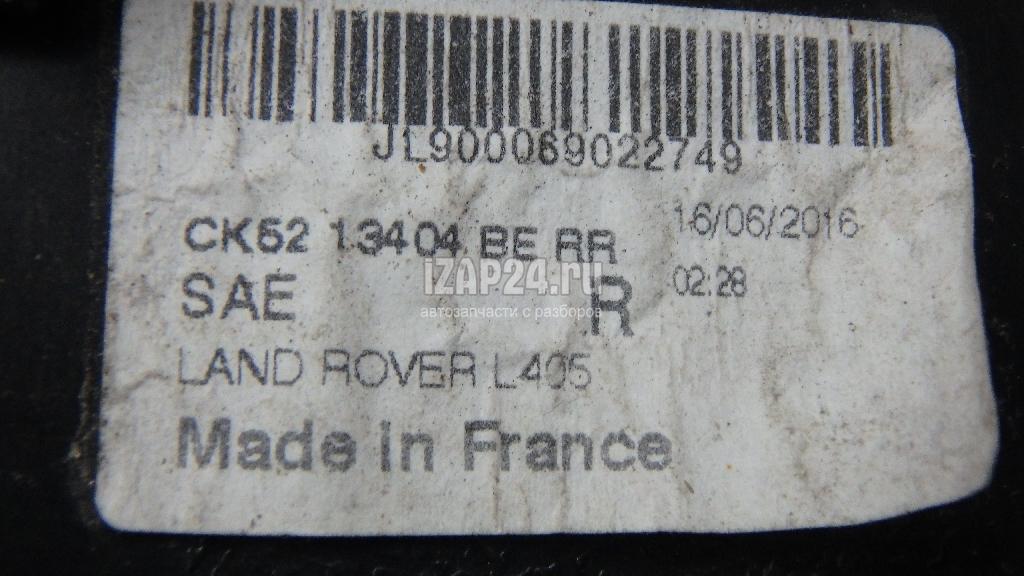 JL900069022749
CK52 13404 BE RR
16/06/2016
iZAP24.ru
SAE
R
02:28
автозапчасти с разборов
LAND ROVER L405
Made in France